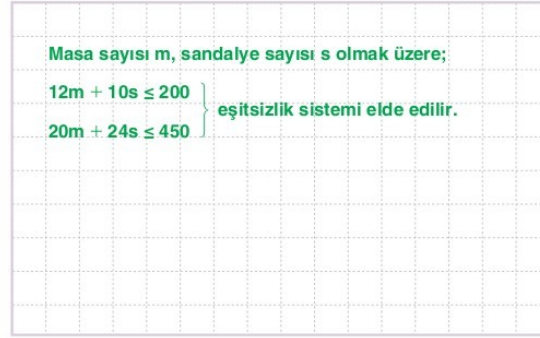 Masa sayısı m, sandalye sayısı s olmak üzere;
12m + 10s ≤ 200
eşitsizlik sistemi elde edilir.
20m + 24s ≤ 450